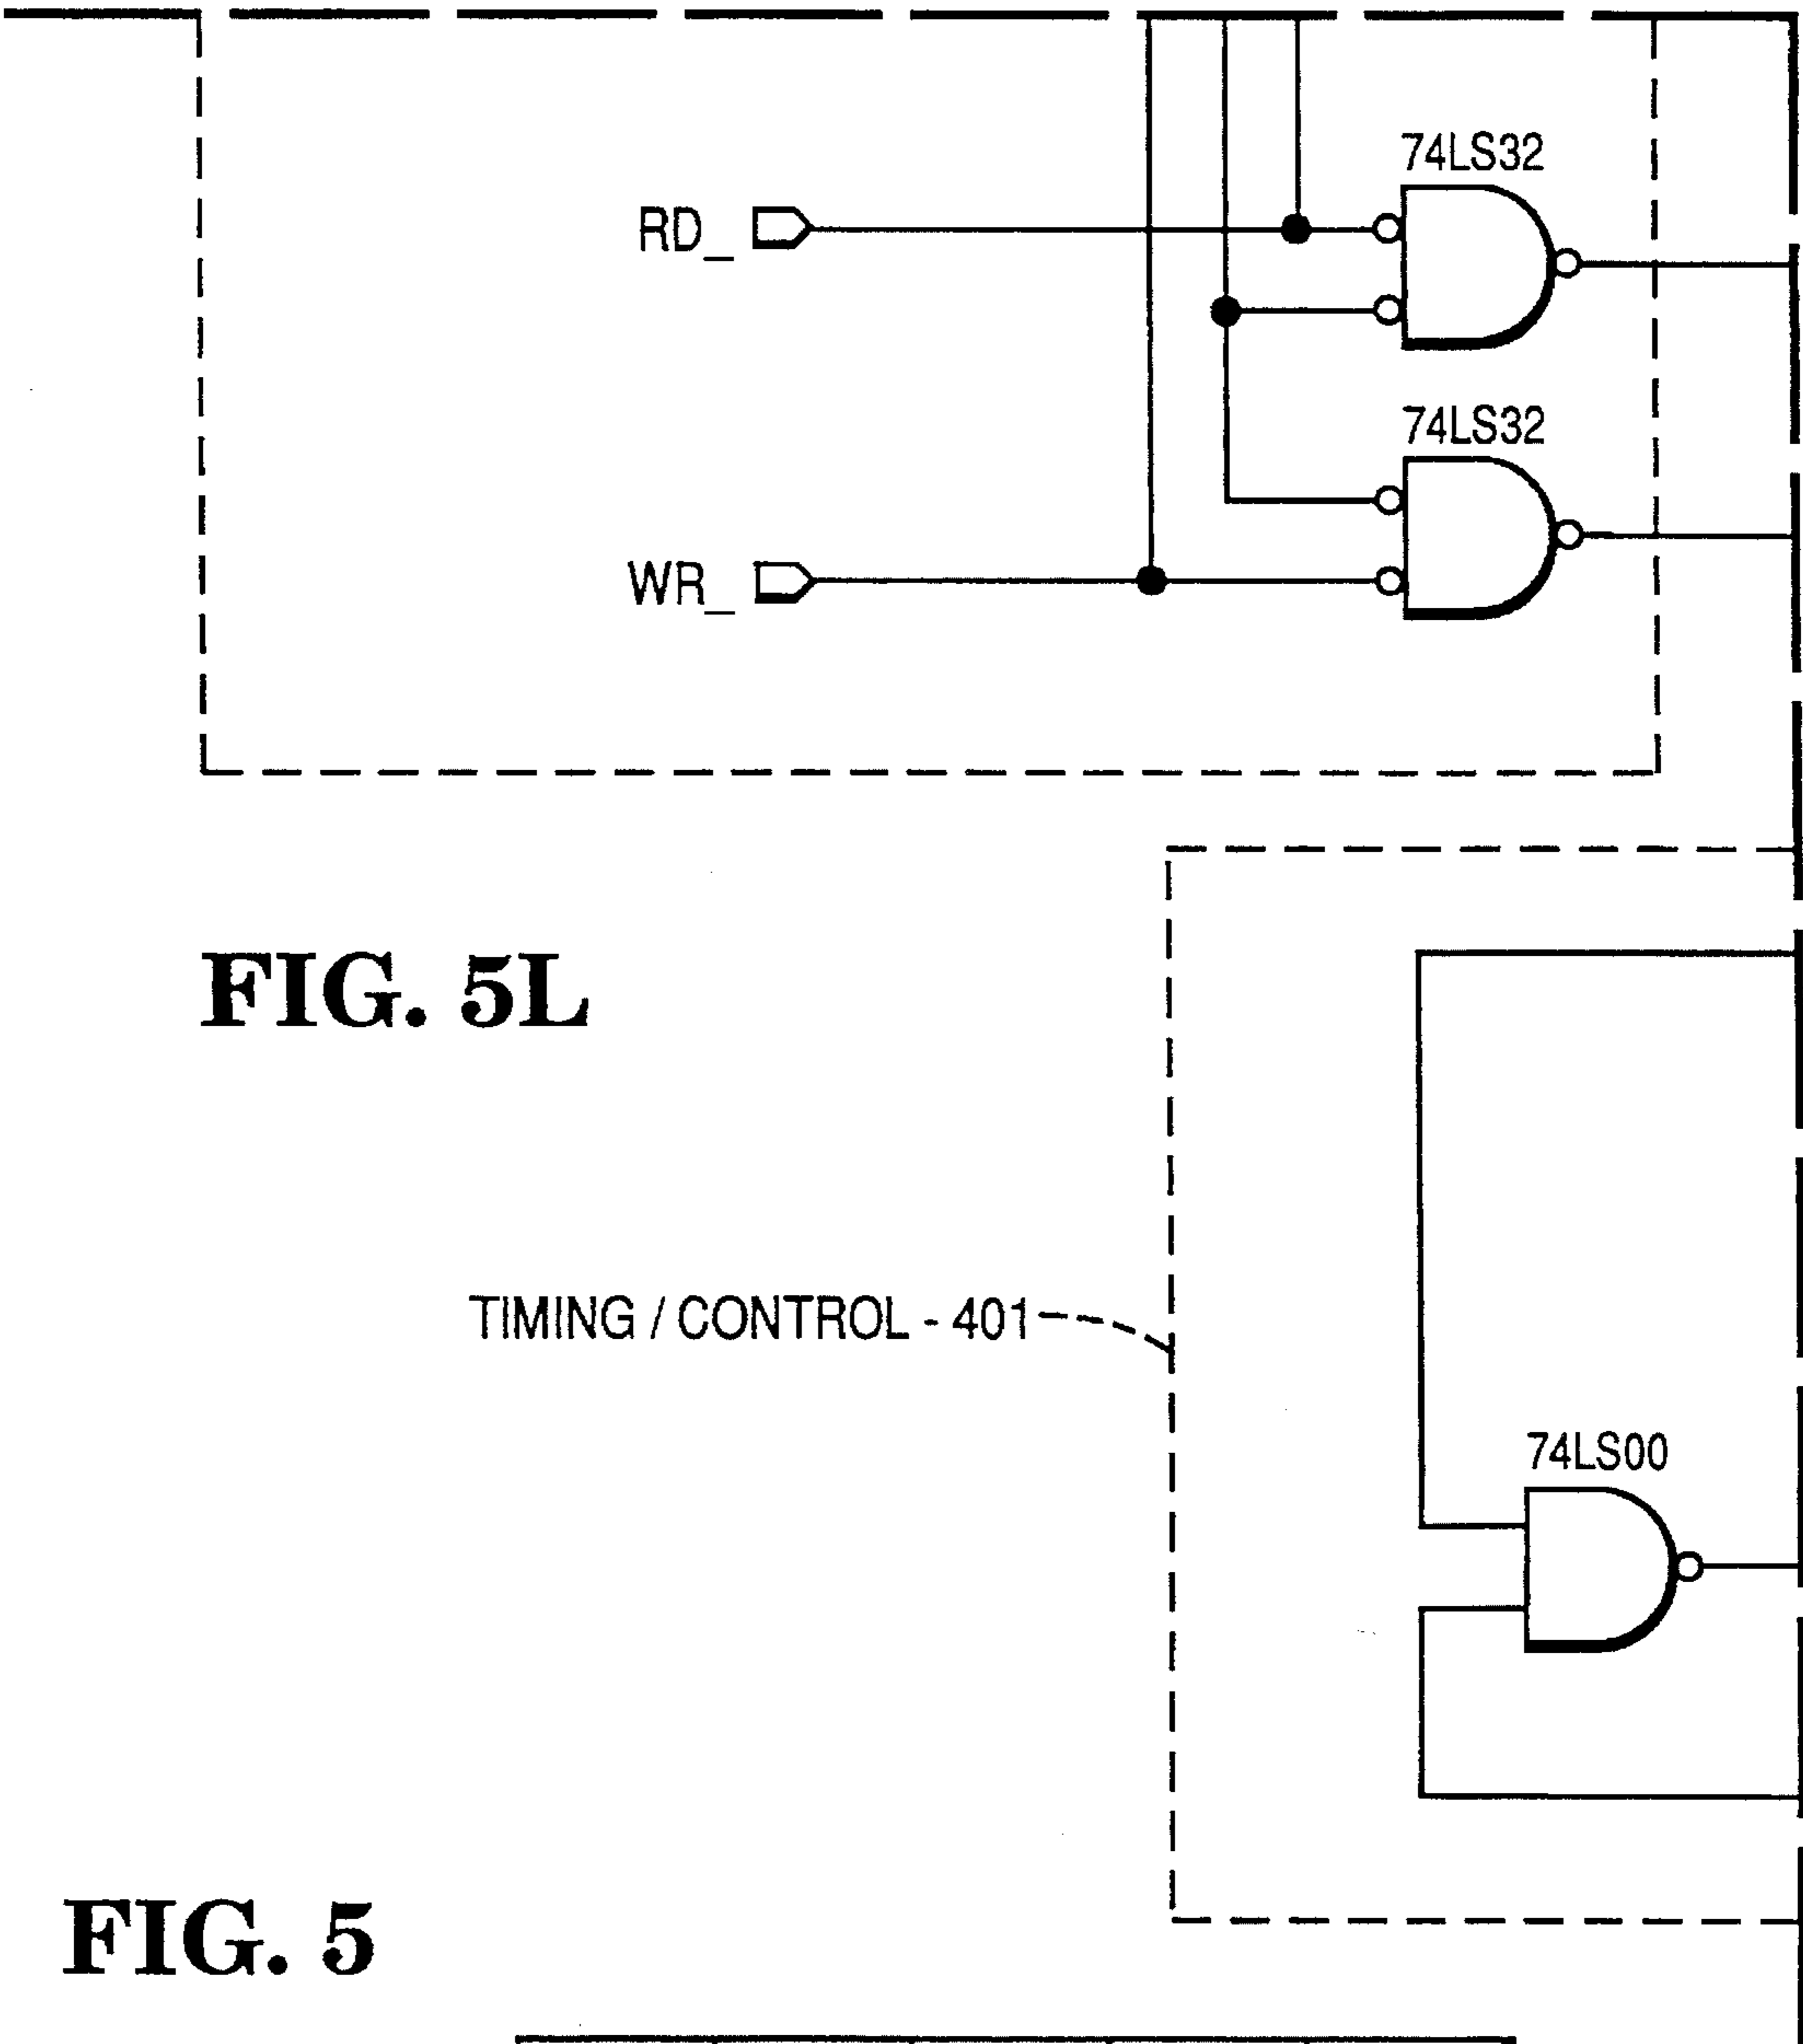 74LS32
RD_
74LS32
WR_
FIG. 5L
TIMING / CONTROL - 401
74LS00
FIG. 5